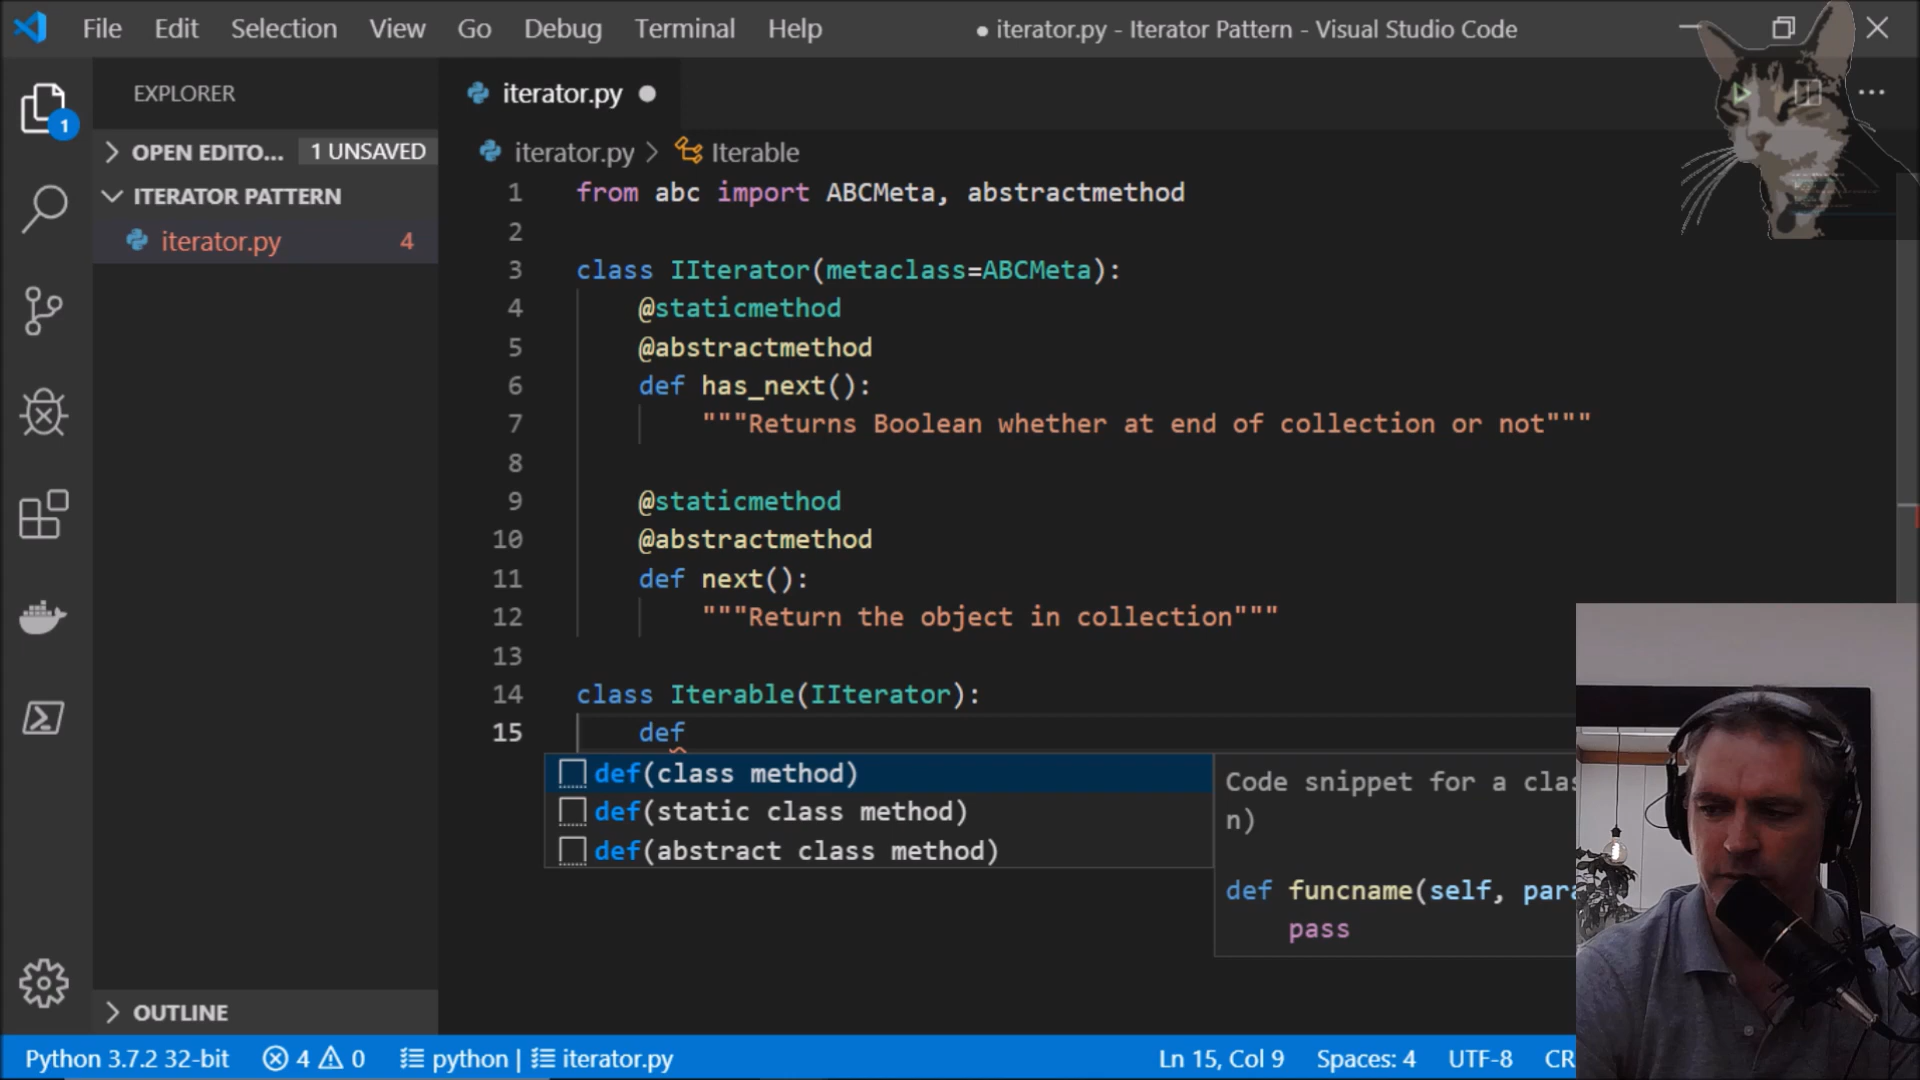 File Edit Selection View Go Debug Terminal Help
● iterator.py - Iterator Pattern - Visual Studio Code
EXPLORER
OPEN EDITO... 1 UNSAVED
ITERATOR PATTERN
iterator.py 4
OUTLINE
1
iterator.py
iterator.py > Iterable
1 from abc import ABCMeta, abstractmethod
2
3 class IIterator(metaclass=ABCMeta):
4 @staticmethod
5 @abstractmethod
6 def has_next():
7 """Returns Boolean whether at end of collection or not"""
8
9 @staticmethod
10 @abstractmethod
11 def next():
12 """Return the object in collection"""
13
14 class Iterable(IIterator):
15 def
def(class method)
def(static class method)
def(abstract class method)
Code snippet for a clas
n)
def funcname(self, para
pass
Python 3.7.2 32-bit 4 0 python | iterator.py Ln 15, Col 9 Spaces: 4 UTF-8 CR